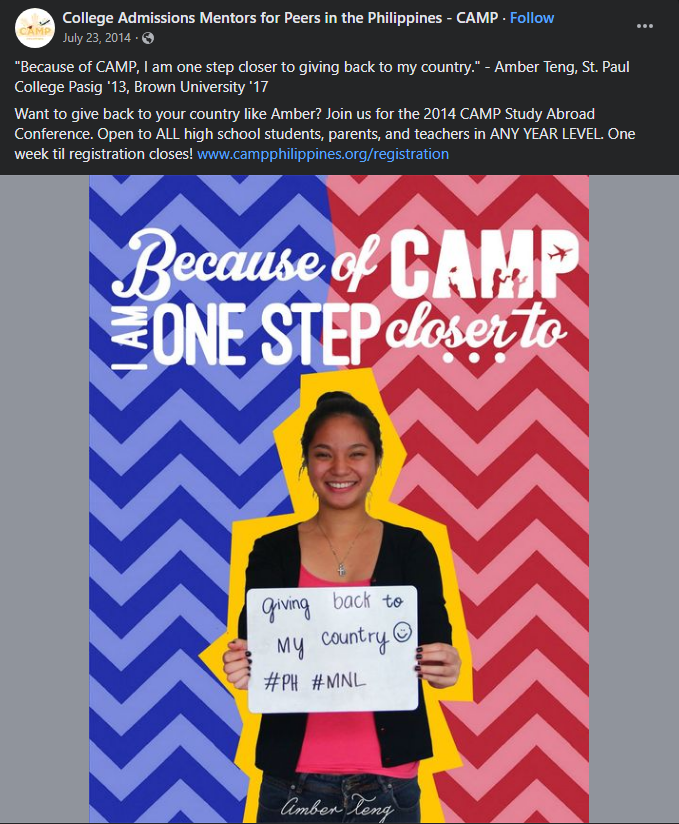 College Admissions Mentors for Peers in the Philippines - CAMP · Follow
July 23, 2014 ·
"Because of CAMP, I am one step closer to giving back to my country." - Amber Teng, St. Paul
College Pasig '13, Brown University '17
Want to give back to your country like Amber? Join us for the 2014 CAMP Study Abroad
Conference. Open to ALL high school students, parents, and teachers in ANY YEAR LEVEL. One
week til registration closes! www.campphilippines.org/registration
Because of CAMP
I AM ONE STEP closer to
...
giving back to
my country ☺
#PH #MNL
Amber Teng